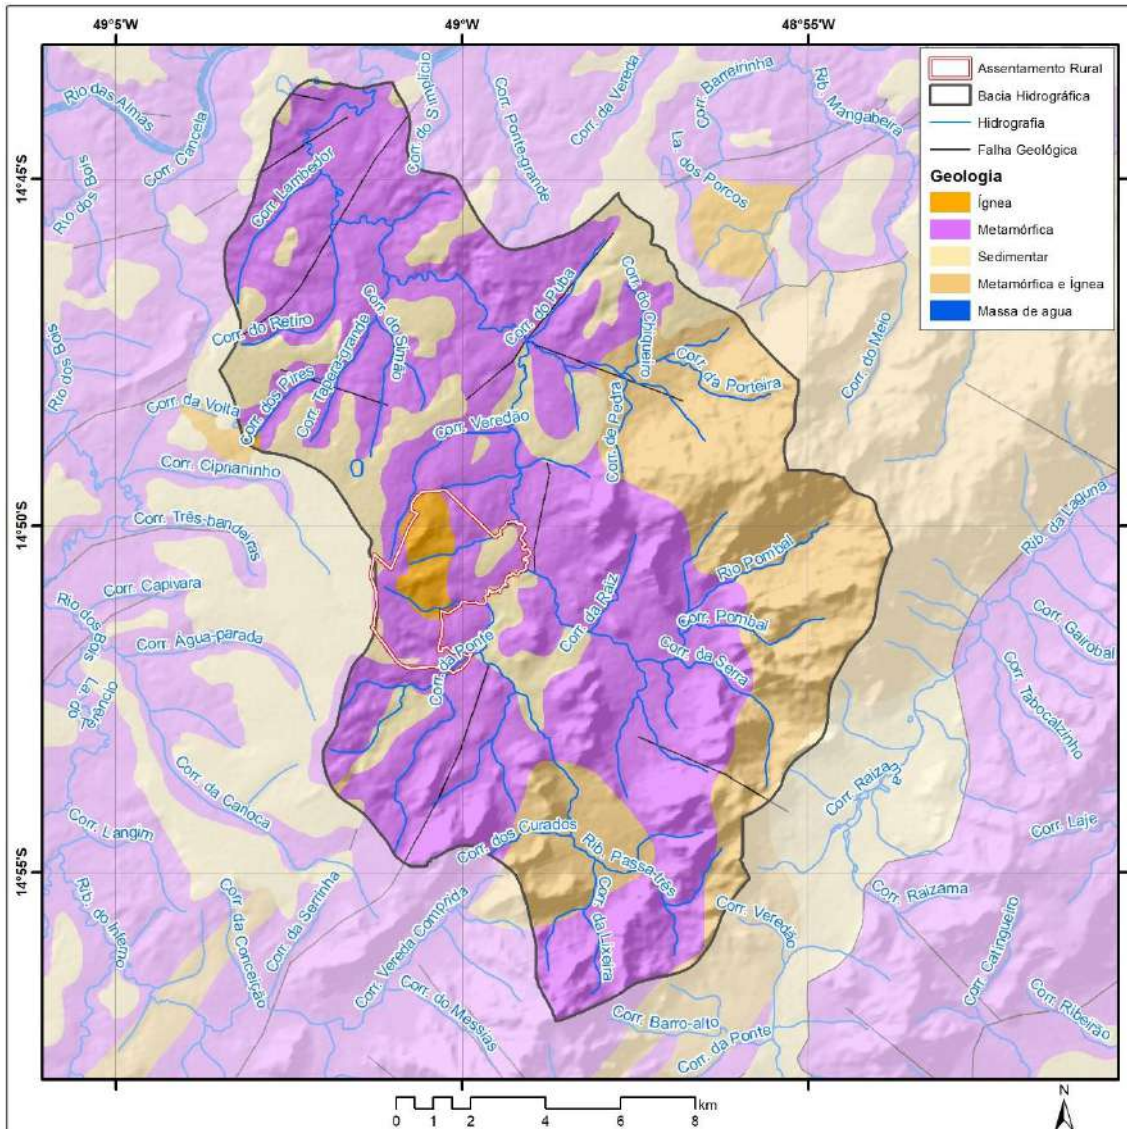 49°5'W
49°W
48°55'W
14°45'S
14°50'S
14°55'S
Assentamento Rural
Bacia Hidrográfica
Hidrografia
Falha Geológica
Geologia
Ígnea
Metamórfica
Sedimentar
Metamórfica e Ígnea
Massa de agua
Rio das Almas
Corr. Cancela
Rio dos Bois
Corr. do Simplício
Corr. Ponte-grande
Corr. da Vereda
Corr. Barreirinha
Rib. Mangabeira
La. dos Porcos
Corr. Lambedor
Corr. do Puba
Corr. do Chiqueiro
Corr. do Meio
Corr. do Retiro
Corr. do Simão
Corr. Tapera-grande
Corr. dos Pires
Corr. da Porteira
Rio dos Bois
Corr. da Volta
Corr. Veredão
Corr. de Pedra
Corr. Ciprianinho
Corr. Três-bandeiras
Rib. da Laguna
Rio Pombal
Corr. Capivara
Corr. da Raiz
Corr. Pombal
Corr. Gairobal
Rio dos Bois
Corr. Água-parada
Corr. da Ponte
Corr. da Serra
Corr. Tabocalzinho
La. do Terêncio
Corr. da Canoca
Corr. Raizama
Corr. Langim
Corr. dos Curados
Rib. Passa-três
Corr. Laje
Rib. do Inferno
Corr. da Conceição
Corr. da Serrinha
Corr. Vereda Comprida
Corr. da Lixeira
Corr. Veredão
Corr. Raizama
Corr. Catingueiro
Corr. do Messias
Corr. Barro-alto
Corr. da Ponte
Corr. Ribeirão
0 1 2 4 6 8 km
N